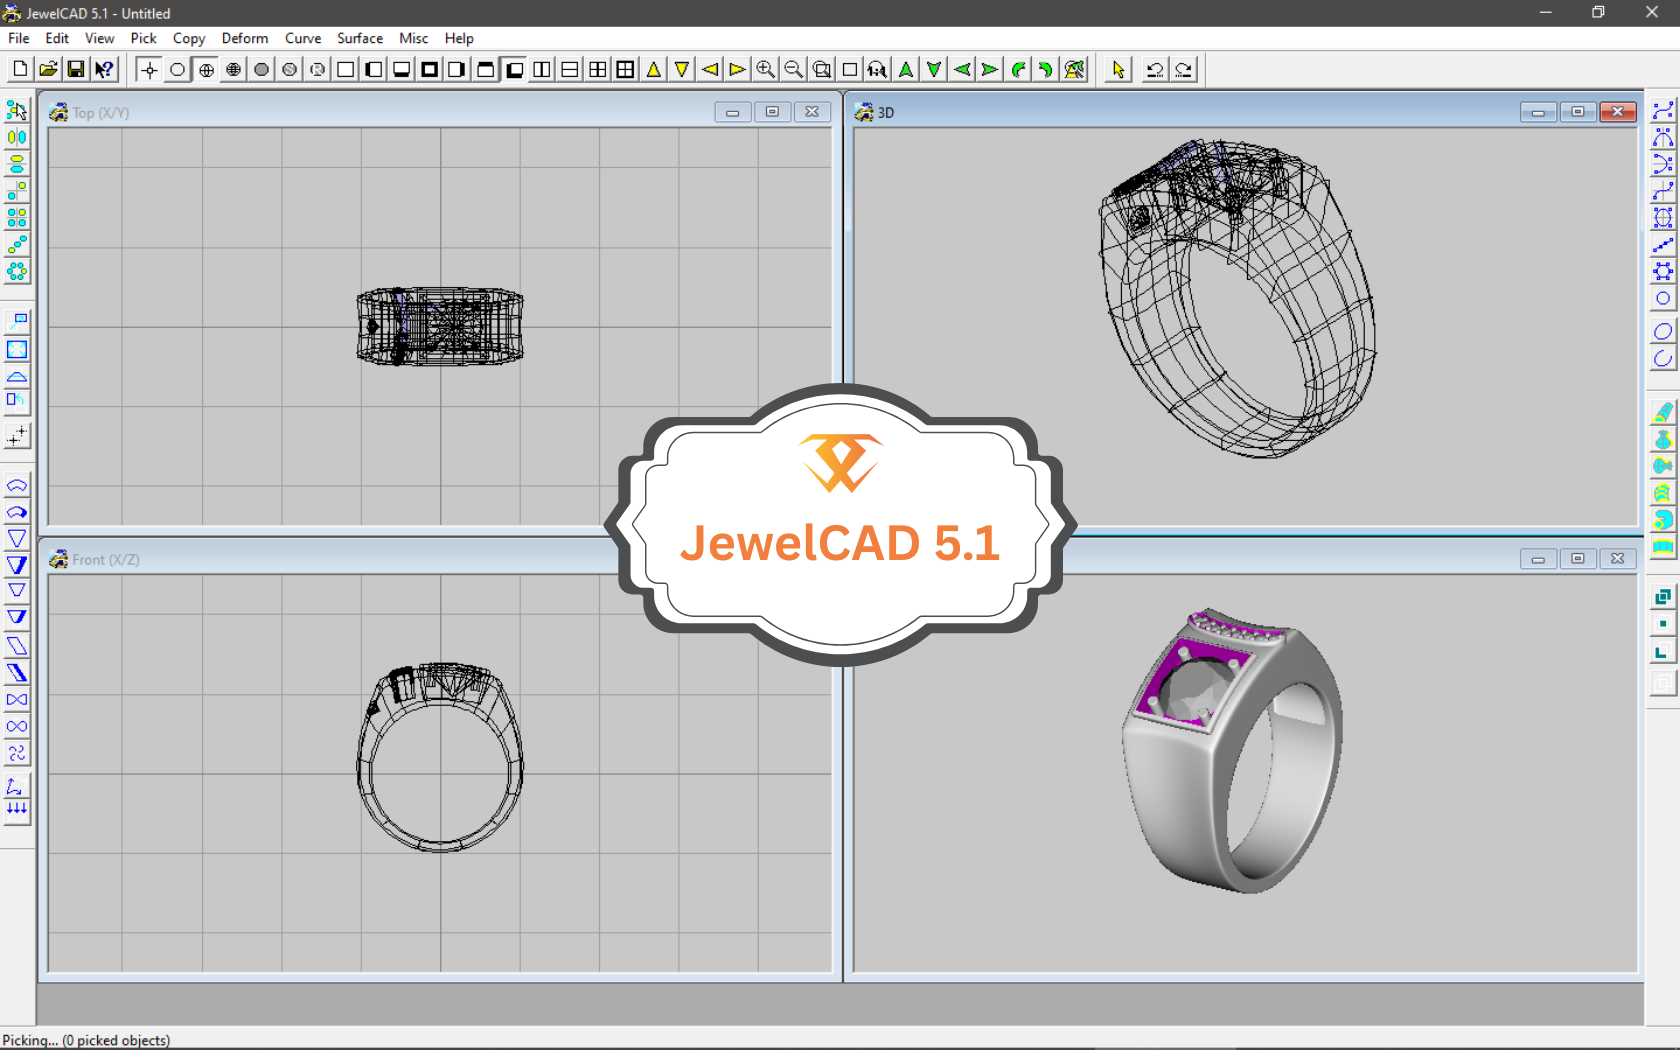 JewelCAD 5.1 - Untitled
File Edit View Pick Copy Deform Curve Surface Misc Help
Top (X/Y)
3D
JewelCAD 5.1
Front (X/Z)
Picking... (0 picked objects)